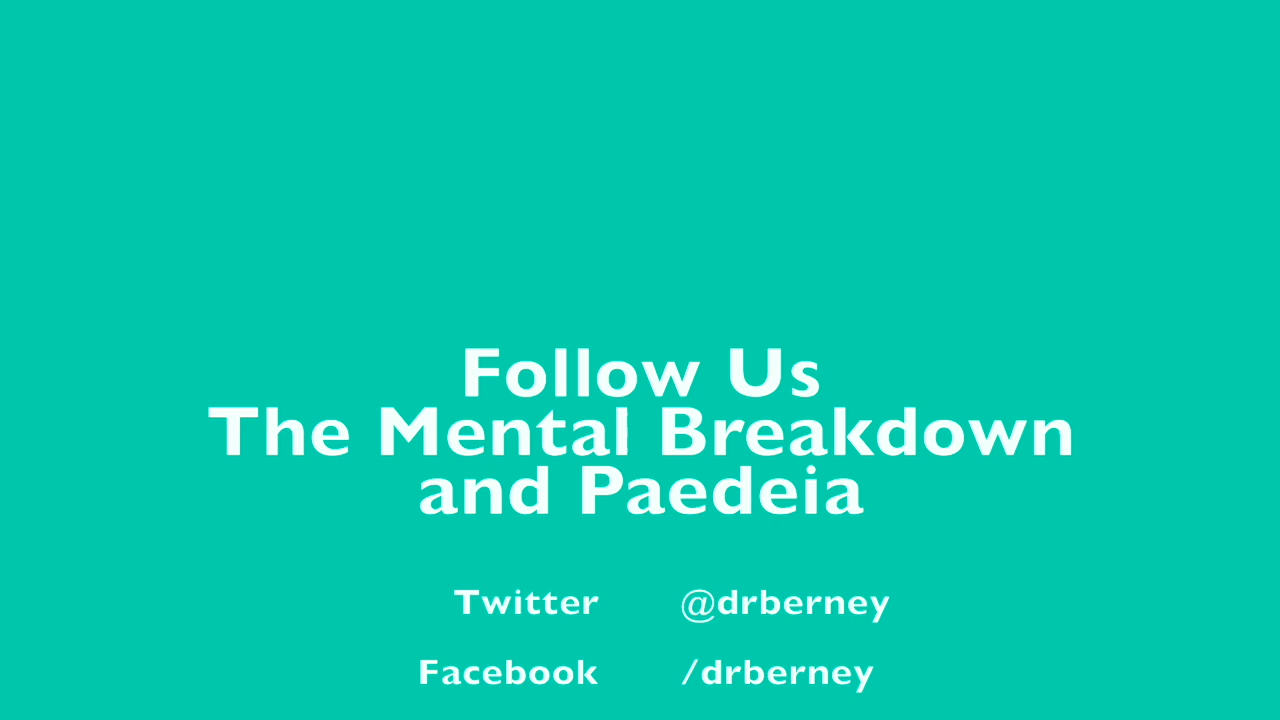 Follow Us
The Mental Breakdown
and Paedeia
Twitter @drberney
Facebook /drberney